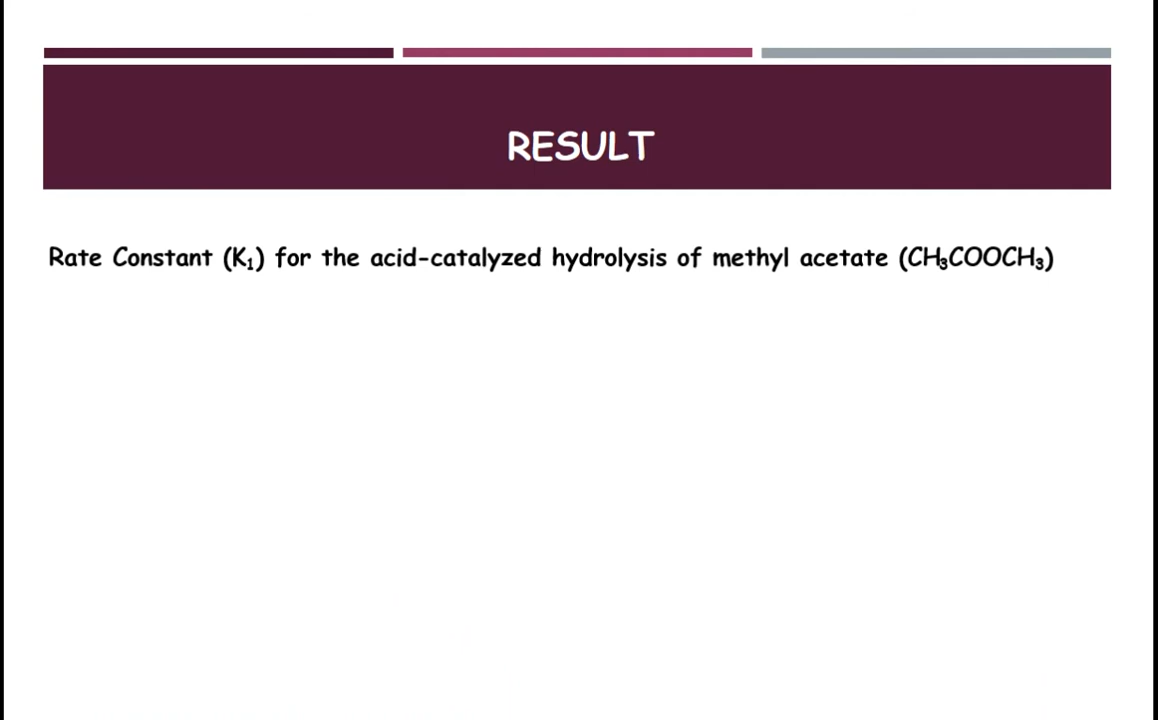 RESULT
Rate Constant (K₁) for the acid-catalyzed hydrolysis of methyl acetate (CH₃COOCH₃)